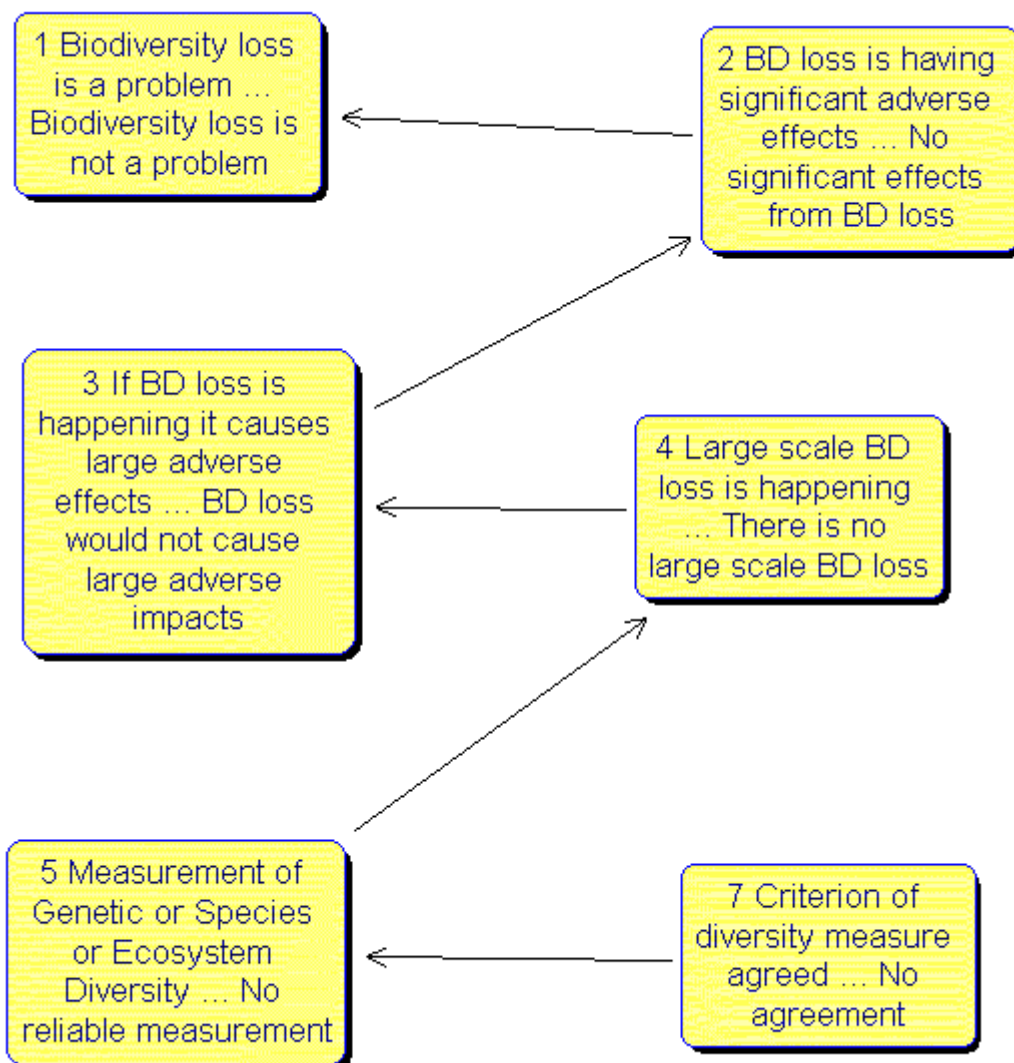 1 Biodiversity loss
is a problem ...
Biodiversity loss is
not a problem
2 BD loss is having
significant adverse
effects ... No
significant effects
from BD loss
3 If BD loss is
happening it causes
large adverse
effects ... BD loss
would not cause
large adverse
impacts
4 Large scale BD
loss is happening
... There is no
large scale BD loss
5 Measurement of
Genetic or Species
or Ecosystem
Diversity ... No
reliable measurement
7 Criterion of
diversity measure
agreed ... No
agreement